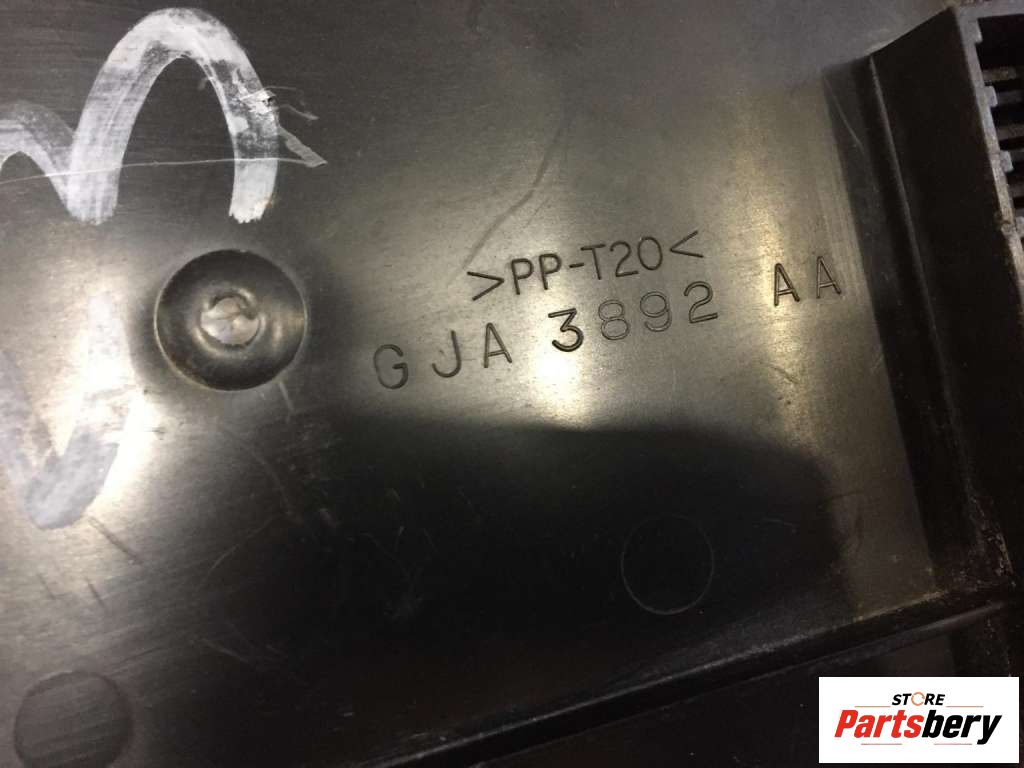 >PP-T20<
GJA 3892 AA
STORE
Partsbery